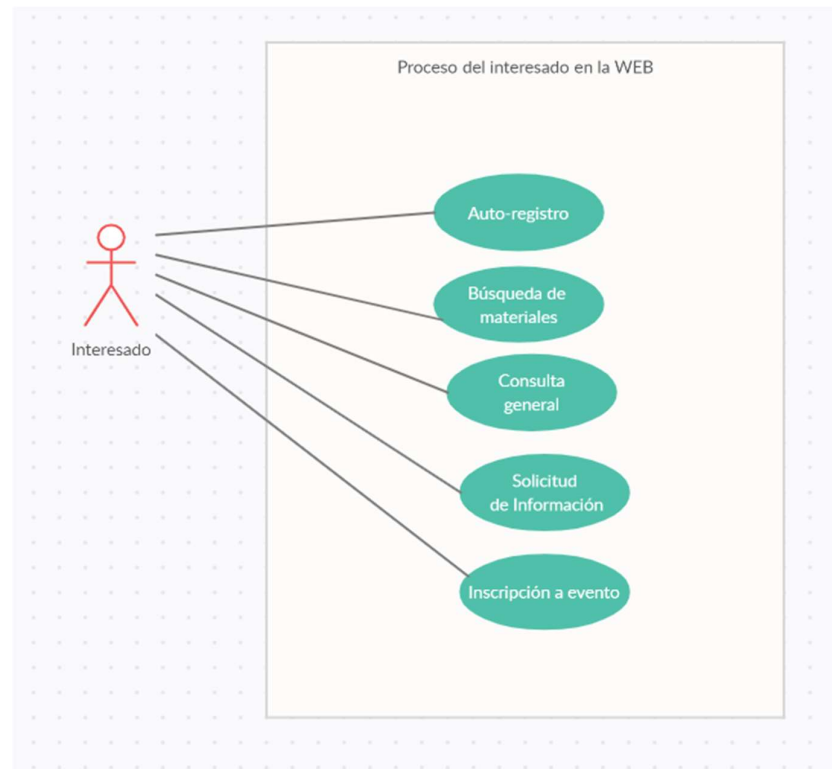 Proceso del interesado en la WEB
Auto-registro
Búsqueda de
materiales
Interesado
Consulta
general
Solicitud
de Información
Inscripción a evento